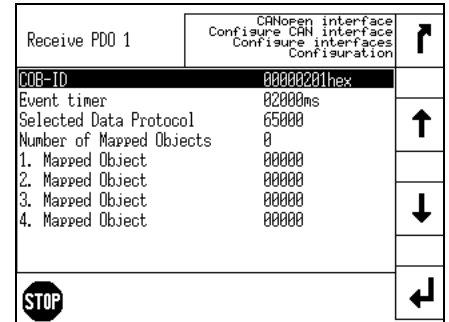 Receive PDO 1
CANopen interface
Configure CAN interface
Configure interfaces
Configuration
COB-ID 00000201hex
Event timer 02000ms
Selected Data Protocol 65000
Number of Mapped Objects 0
1. Mapped Object 00000
2. Mapped Object 00000
3. Mapped Object 00000
4. Mapped Object 00000
STOP